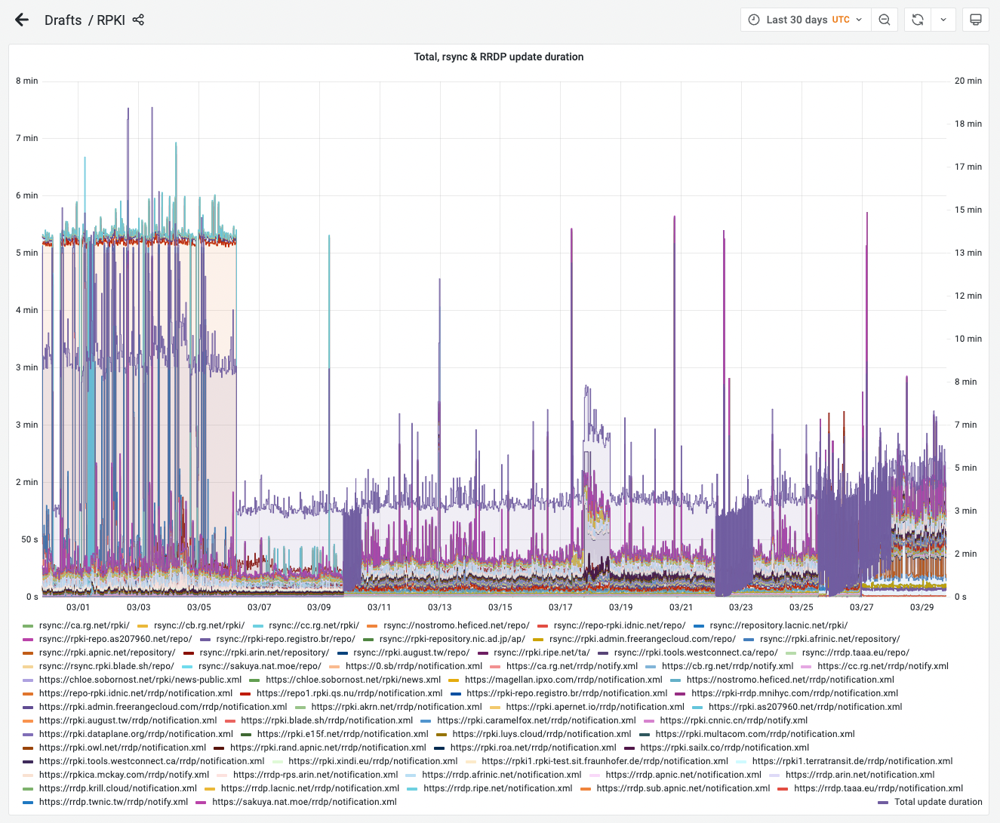 Drafts / RPKI
Last 30 days UTC
Total, rsync & RRDP update duration
8 min
7 min
6 min
5 min
4 min
3 min
3 min
2 min
50 s
0 s
20 min
18 min
17 min
15 min
13 min
12 min
10 min
8 min
7 min
5 min
3 min
2 min
0 s
03/01 03/03 03/05 03/07 03/09 03/11 03/13 03/15 03/17 03/19 03/21 03/23 03/25 03/27 03/29
rsync://ca.rg.net/rpki/ rsync://cb.rg.net/rpki/ rsync://cc.rg.net/rpki/ rsync://nostromo.heficed.net/repo/ rsync://repo-rpki.idnic.net/repo/ rsync://repository.lacnic.net/rpki/
rsync://rpki-repo.as207960.net/repo/ rsync://rpki-repo.registro.br/repo/ rsync://rpki-repository.nic.ad.jp/ap/ rsync://rpki.admin.freerangecloud.com/repo/ rsync://rpki.afrinic.net/repository/
rsync://rpki.apnic.net/repository/ rsync://rpki.arin.net/repository/ rsync://rpki.august.tw/repo/ rsync://rpki.ripe.net/ta/ rsync://rpki.tools.westconnect.ca/repo/ rsync://rrdp.taaa.eu/repo/
rsync://rsync.rpki.blade.sh/repo/ rsync://sakuya.nat.moe/repo/ https://0.sb/rrdp/notification.xml https://ca.rg.net/rrdp/notify.xml https://cb.rg.net/rrdp/notify.xml https://cc.rg.net/rrdp/notify.xml
https://chloe.sobornost.net/rpki/news-public.xml https://chloe.sobornost.net/rpki/news.xml https://magellan.ipxo.com/rrdp/notification.xml https://nostromo.heficed.net/rrdp/notification.xml
https://repo-rpki.idnic.net/rrdp/notification.xml https://repo1.rpki.qs.nu/rrdp/notification.xml https://rpki-repo.registro.br/rrdp/notification.xml https://rpki-rrdp.mnihyc.com/rrdp/notification.xml
https://rpki.admin.freerangecloud.com/rrdp/notification.xml https://rpki.akrn.net/rrdp/notification.xml https://rpki.apernet.io/rrdp/notification.xml https://rpki.as207960.net/rrdp/notification.xml
https://rpki.august.tw/rrdp/notification.xml https://rpki.blade.sh/rrdp/notification.xml https://rpki.caramelfox.net/rrdp/notification.xml https://rpki.cnnic.cn/rrdp/notify.xml
https://rpki.dataplane.org/rrdp/notification.xml https://rpki.e15f.net/rrdp/notification.xml https://rpki.luys.cloud/rrdp/notification.xml https://rpki.multacom.com/rrdp/notification.xml
https://rpki.owl.net/rrdp/notification.xml https://rpki.rand.apnic.net/rrdp/notification.xml https://rpki.roa.net/rrdp/notification.xml https://rpki.sailx.co/rrdp/notification.xml
https://rpki.tools.westconnect.ca/rrdp/notification.xml https://rpki.xindi.eu/rrdp/notification.xml https://rpki1.rpki-test.sit.fraunhofer.de/rrdp/notification.xml https://rpki1.terratransit.de/rrdp/notification.xml
https://rpkica.mckay.com/rrdp/notify.xml https://rrdp-rps.arin.net/notification.xml https://rrdp.afrinic.net/notification.xml https://rrdp.apnic.net/notification.xml https://rrdp.arin.net/notification.xml
https://rrdp.krill.cloud/notification.xml https://rrdp.lacnic.net/rrdp/notification.xml https://rrdp.ripe.net/notification.xml https://rrdp.sub.apnic.net/notification.xml https://rrdp.taaa.eu/rrdp/notification.xml
https://rrdp.twnic.tw/rrdp/notify.xml https://sakuya.nat.moe/rrdp/notification.xml Total update duration